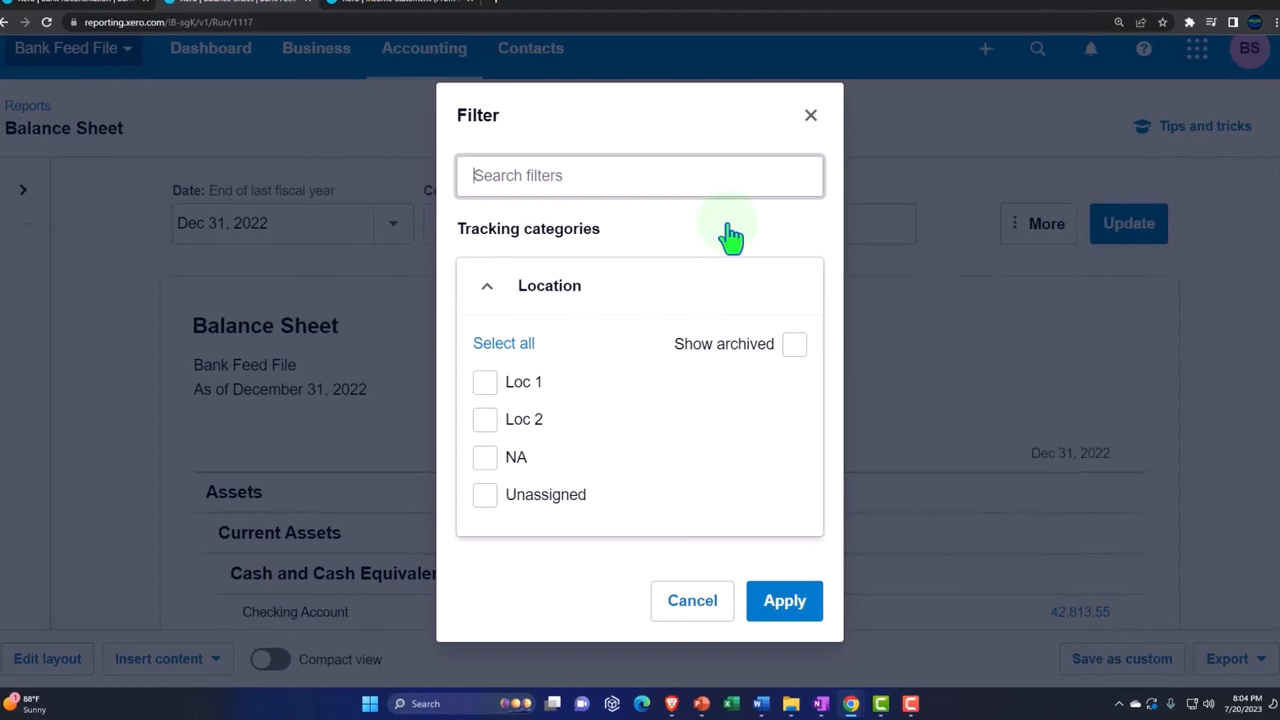 reporting.xero.com/!B-sgK/v1/Run/1117
Bank Feed File
Dashboard
Business
Accounting
Contacts
BS
Reports
Balance Sheet
Tips and tricks
Date: End of last fiscal year
Dec 31, 2022
More
Update
Filter
Search filters
Tracking categories
Location
Select all
Show archived
Loc 1
Loc 2
NA
Unassigned
Cancel
Apply
Balance Sheet
Bank Feed File
As of December 31, 2022
Dec 31, 2022
Assets
Current Assets
Cash and Cash Equivalen
Checking Account
42,813.55
Edit layout
Insert content
Compact view
Save as custom
Export
88°F
Sunny
Search
8:04 PM
7/20/2023